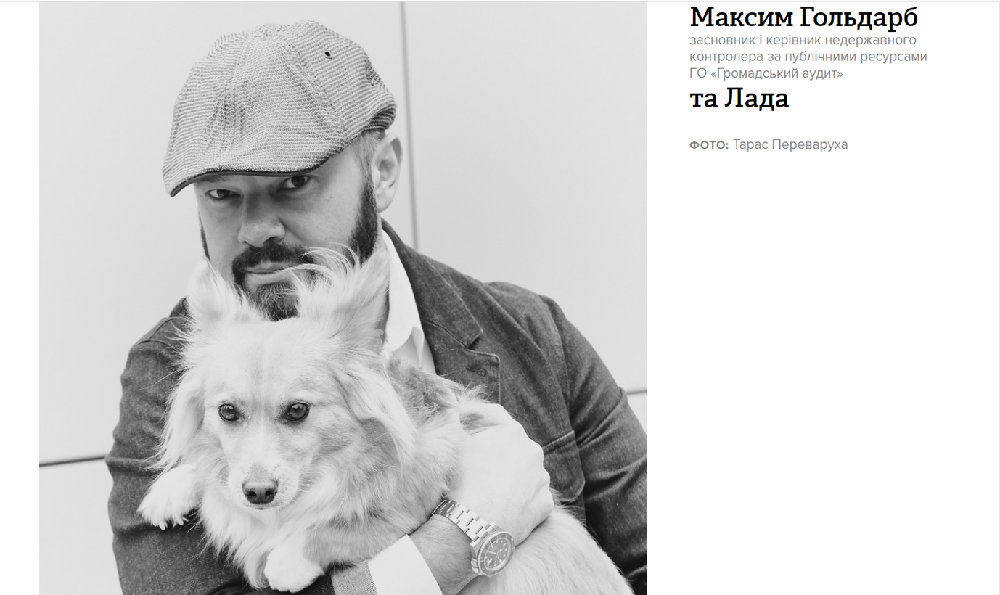 Максим Гольдарб
засновник і керівник недержавного
контролера за публічними ресурсами
ГО «Громадський аудит»
та Лада
ФОТО: Тарас Переваруха